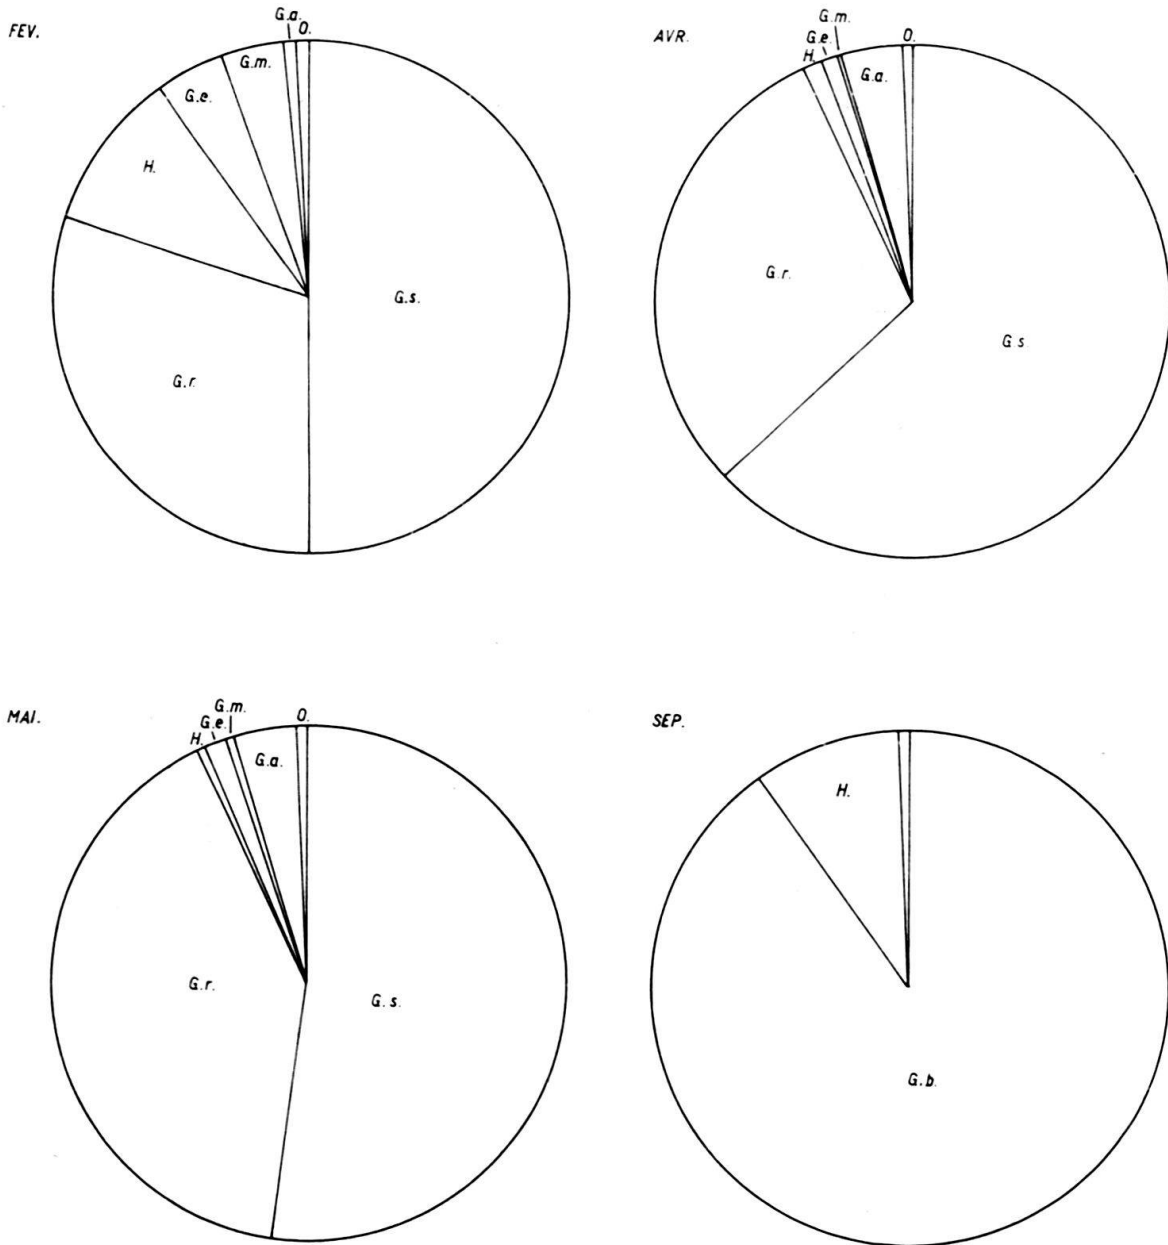 FEV.
G.a.
O.
G.m.
G.e.
H.
G.s.
G.r.
AVR.
G.m.
G.e.
O.
H.
G.a.
G.r.
G s.
MAI.
G.m.
O.
G.e.
H.
G.a.
G.r.
G.s.
SEP.
H.
G.b.